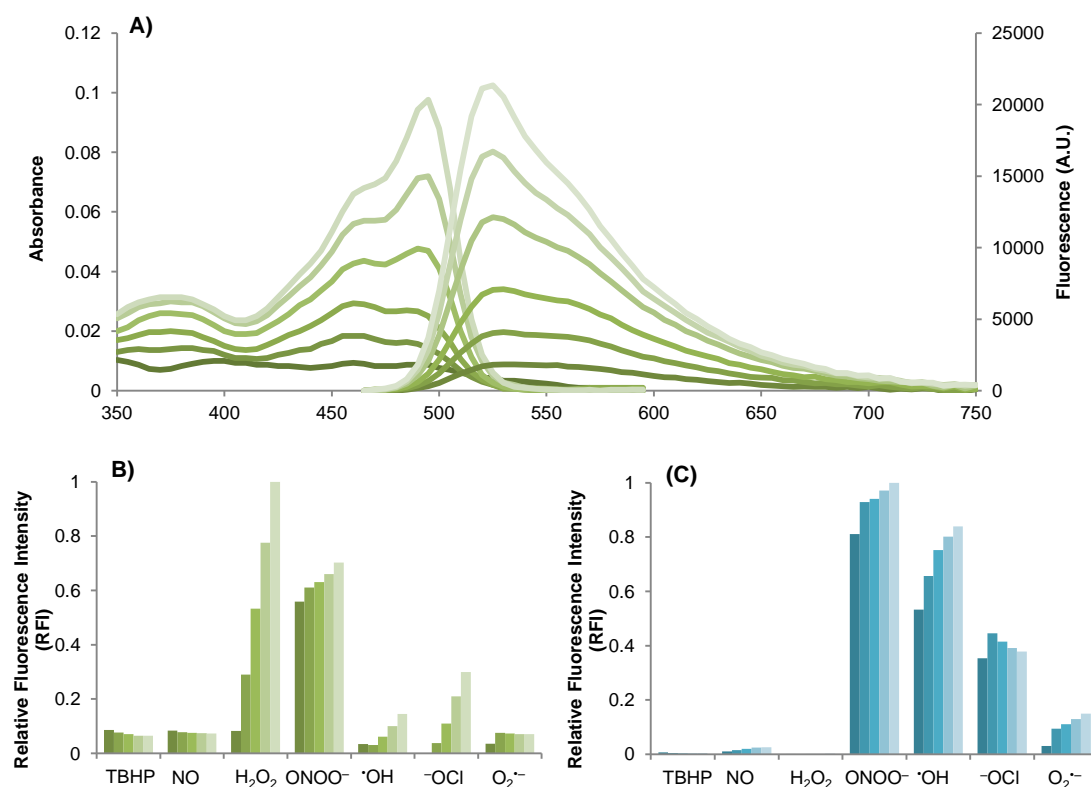 A)
0.12
0.1
0.08
0.06
0.04
0.02
0
Absorbance
25000
20000
15000
10000
5000
0
Fluorescence (A.U.)
350 400 450 500 550 600 650 700 750
B)
Relative Fluorescence Intensity
(RFI)
1
0.8
0.6
0.4
0.2
0
TBHP NO H₂O₂ ONOO⁻ •OH ⁻OCl O₂•⁻
(C)
Relative Fluorescence Intensity
(RFI)
1
0.8
0.6
0.4
0.2
0
TBHP NO H₂O₂ ONOO⁻ •OH ⁻OCl O₂•⁻